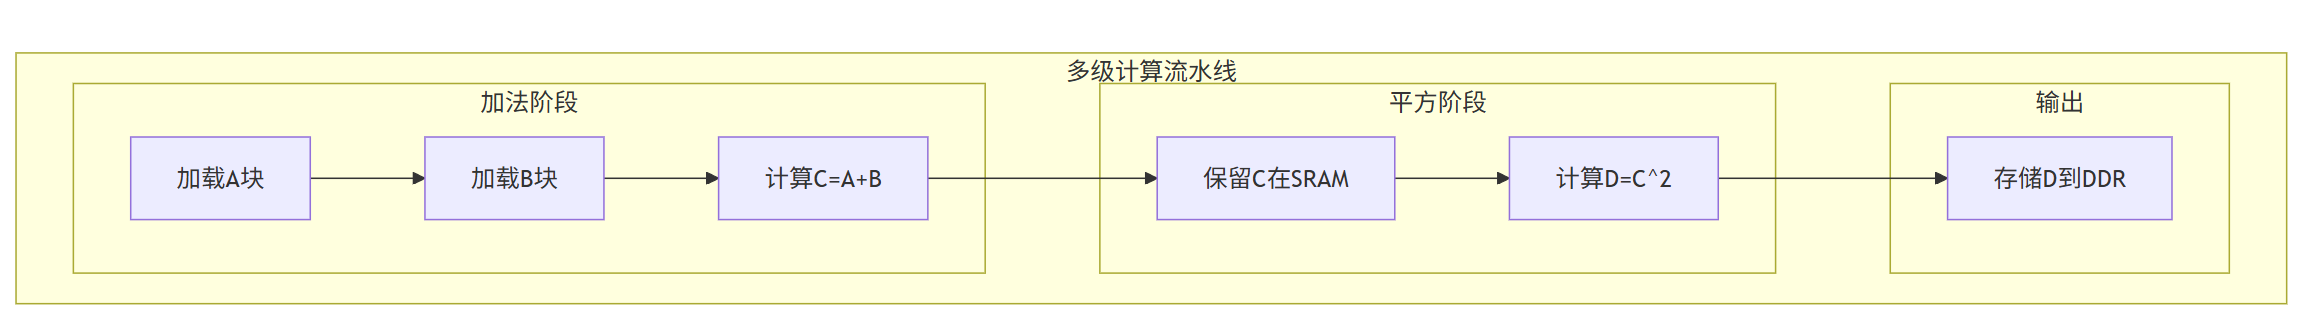 多级计算流水线
加法阶段
加载A块
加载B块
计算C=A+B
平方阶段
保留C在SRAM
计算D=C^2
输出
存储D到DDR